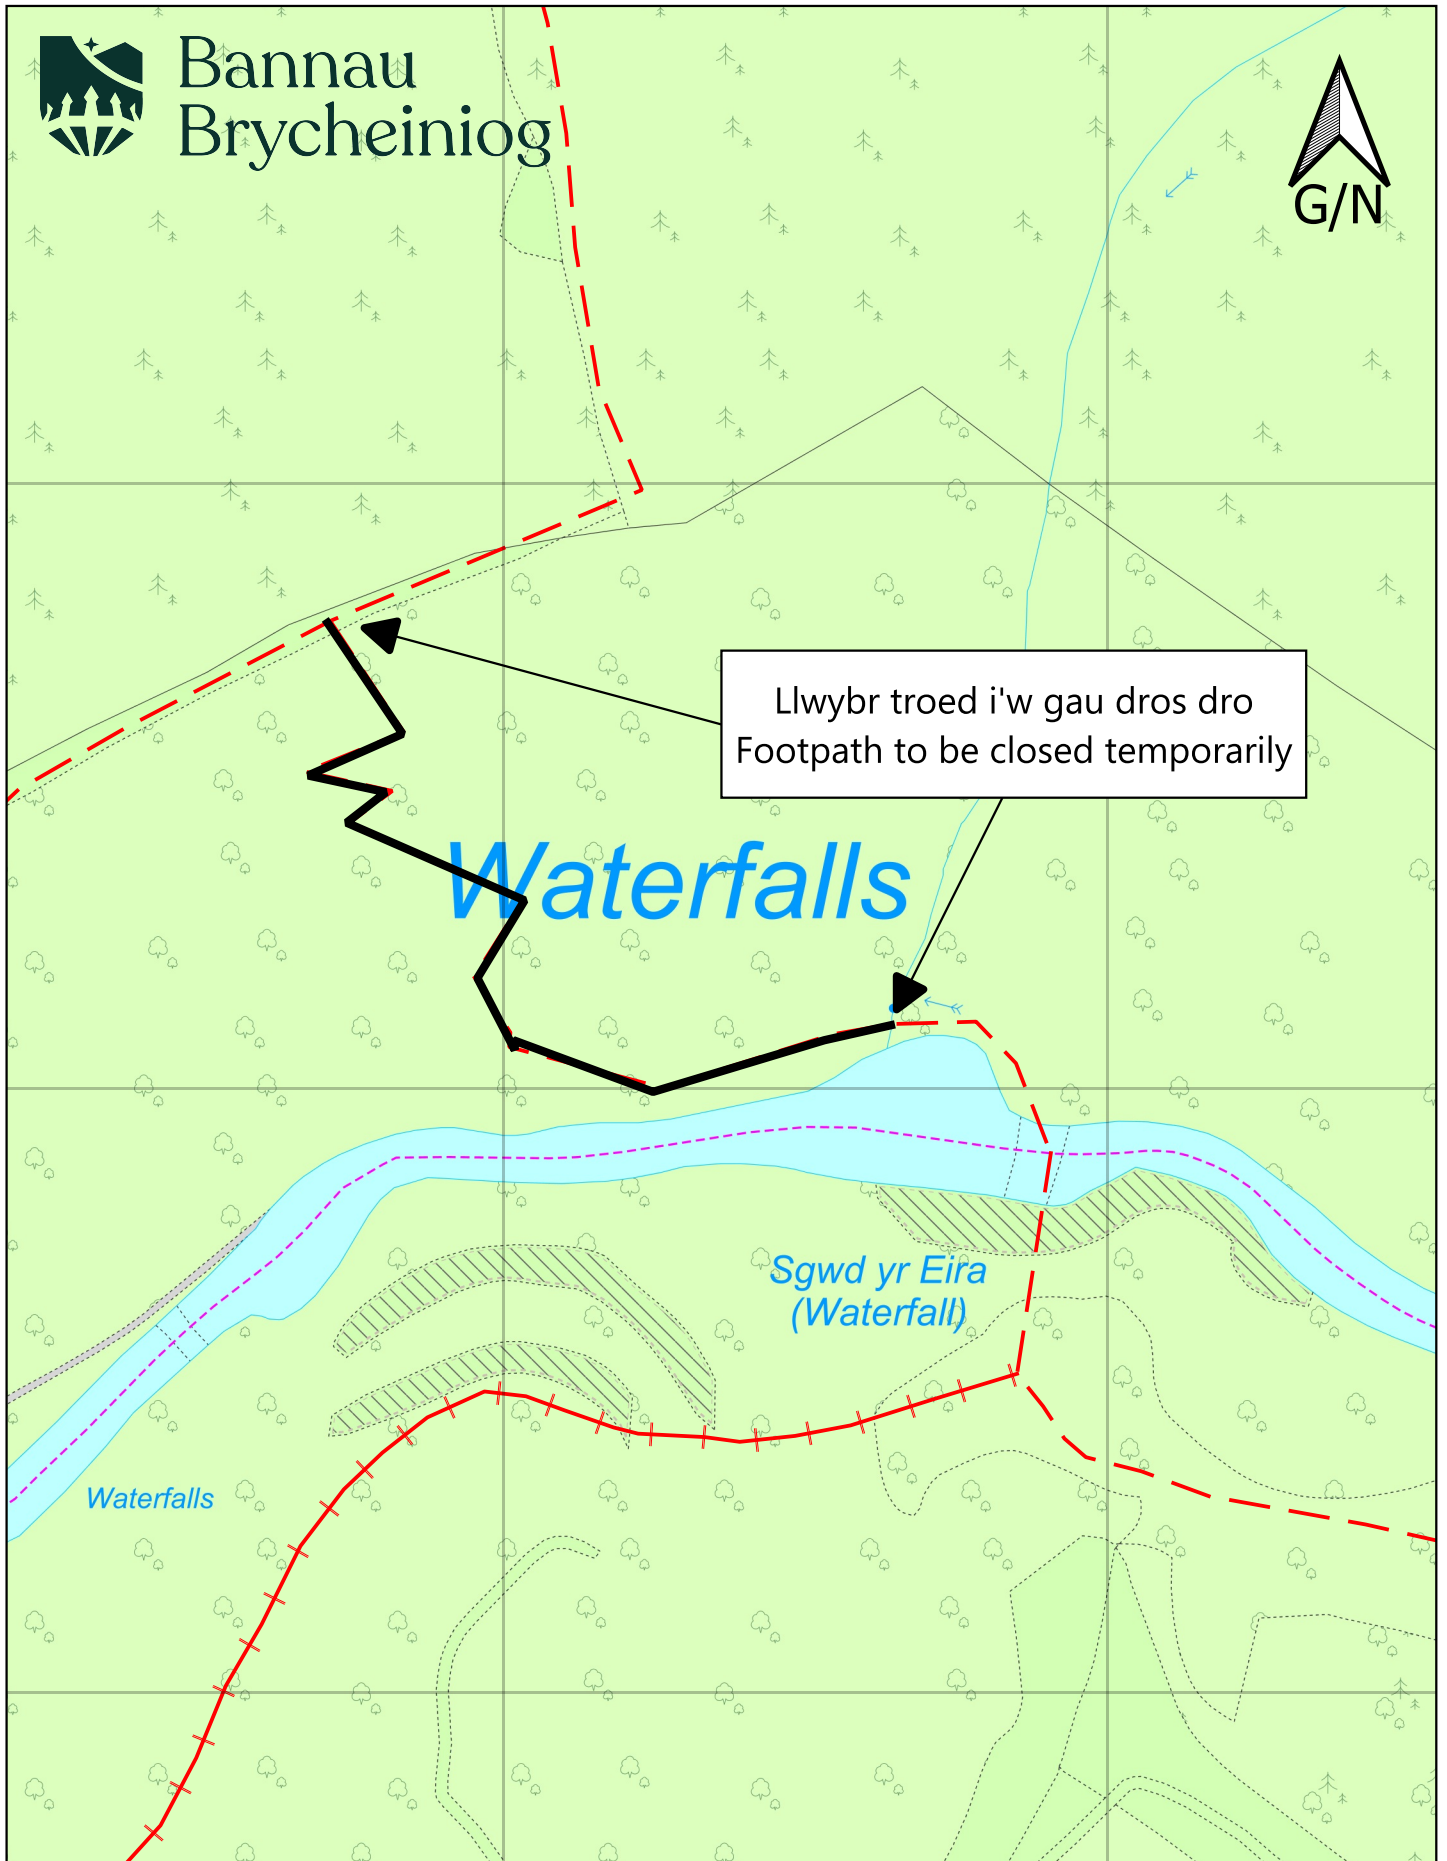 Bannau
Brycheiniog
G/N
Llwybr troed i'w gau dros dro
Footpath to be closed temporarily
Waterfalls
Sgwd yr Eira
(Waterfall)
Waterfalls